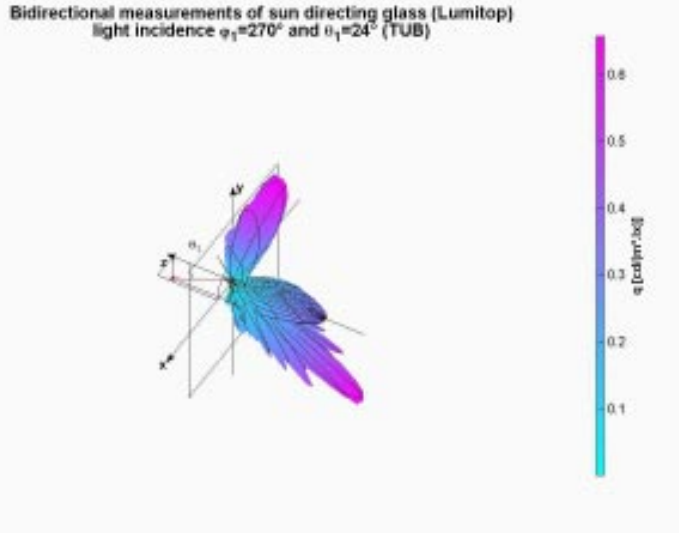 Bidirectional measurements of sun directing glass (Lumitop)
light incidence φ₁=270° and θ₁=24° (TUB)
0.6
0.5
y
0.4
θ₁
z
0.3
q [cd/(m².lx)]
0.2
x
0.1